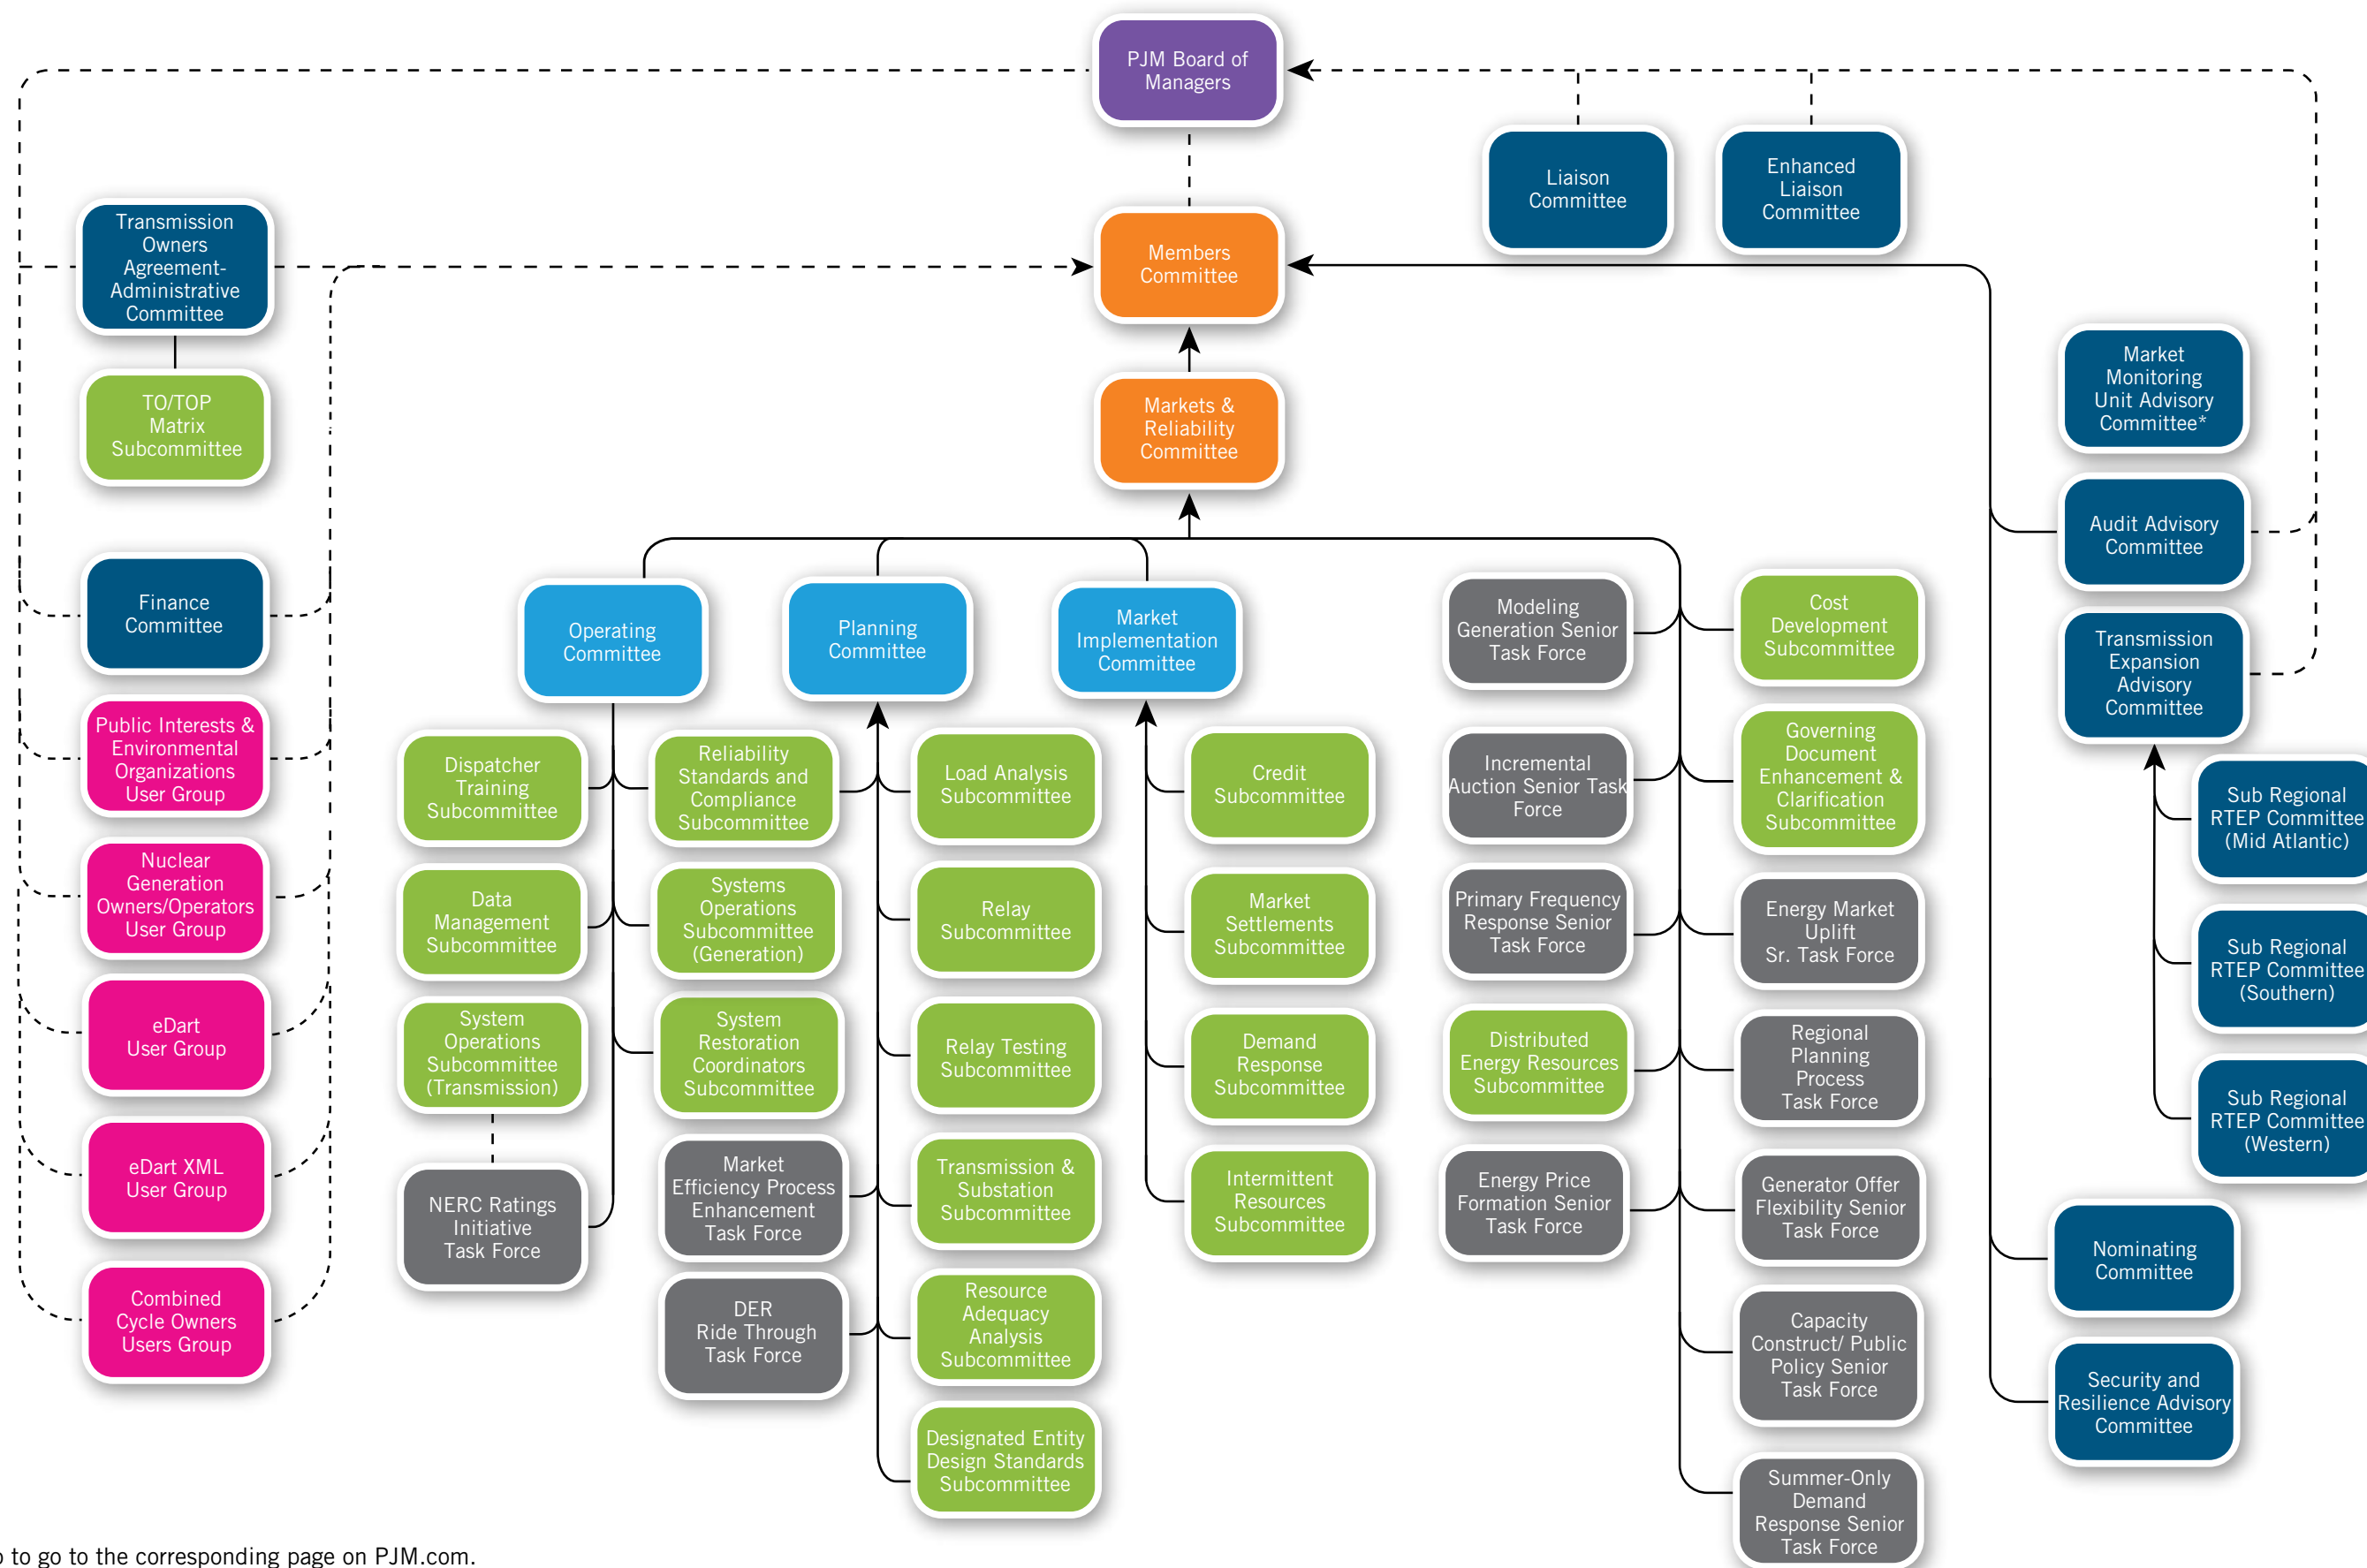 PJM Board of
Managers
Liaison
Committee
Enhanced
Liaison
Committee
Transmission
Owners
Agreement-
Administrative
Committee
Members
Committee
TO/TOP
Matrix
Subcommittee
Markets &
Reliability
Committee
Market
Monitoring
Unit Advisory
Committee*
Audit Advisory
Committee
Transmission
Expansion
Advisory
Committee
Sub Regional
RTEP Committee
(Mid Atlantic)
Sub Regional
RTEP Committee
(Southern)
Sub Regional
RTEP Committee
(Western)
Nominating
Committee
Security and
Resilience Advisory
Committee
Finance
Committee
Public Interests &
Environmental
Organizations
User Group
Nuclear
Generation
Owners/Operators
User Group
eDart
User Group
eDart XML
User Group
Combined
Cycle Owners
Users Group
Operating
Committee
Dispatcher
Training
Subcommittee
Reliability
Standards and
Compliance
Subcommittee
Data
Management
Subcommittee
Systems
Operations
Subcommittee
(Generation)
System
Operations
Subcommittee
(Transmission)
System
Restoration
Coordinators
Subcommittee
NERC Ratings
Initiative
Task Force
Planning
Committee
Load Analysis
Subcommittee
Relay
Subcommittee
Relay Testing
Subcommittee
Market
Efficiency Process
Enhancement
Task Force
Transmission &
Substation
Subcommittee
DER
Ride Through
Task Force
Resource
Adequacy
Analysis
Subcommittee
Designated Entity
Design Standards
Subcommittee
Market
Implementation
Committee
Credit
Subcommittee
Market
Settlements
Subcommittee
Demand
Response
Subcommittee
Intermittent
Resources
Subcommittee
Modeling
Generation Senior
Task Force
Cost
Development
Subcommittee
Incremental
Auction Senior Task
Force
Governing
Document
Enhancement &
Clarification
Subcommittee
Primary Frequency
Response Senior
Task Force
Energy Market
Uplift
Sr. Task Force
Distributed
Energy Resources
Subcommittee
Regional
Planning
Process
Task Force
Energy Price
Formation Senior
Task Force
Generator Offer
Flexibility Senior
Task Force
Capacity
Construct/ Public
Policy Senior
Task Force
Summer-Only
Demand
Response Senior
Task Force
to go to the corresponding page on PJM.com.